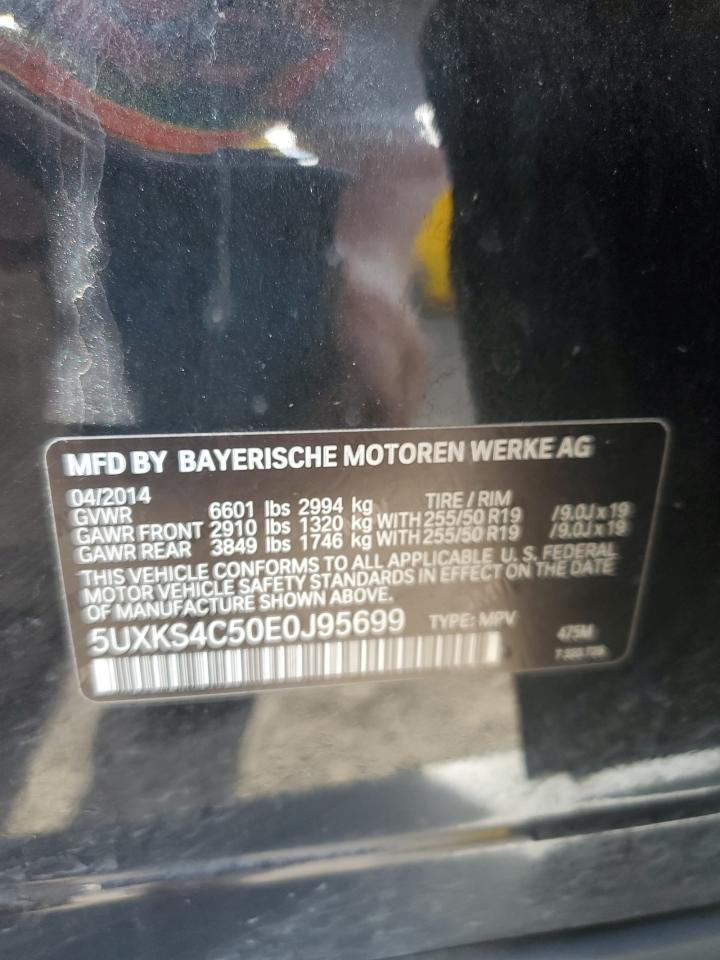 MFD BY BAYERISCHE MOTOREN WERKE AG
04/2014 TIRE / RIM
GVWR 6601 lbs 2994 kg
GAWR FRONT 2910 lbs 1320 kg WITH 255/50 R19 /9.0J x 19
GAWR REAR 3849 lbs 1746 kg WITH 255/50 R19 /9.0J x 19
THIS VEHICLE CONFORMS TO ALL APPLICABLE U. S. FEDERAL
MOTOR VEHICLE SAFETY STANDARDS IN EFFECT ON THE DATE
OF MANUFACTURE SHOWN ABOVE.
5UXKS4C50E0J95699 TYPE: MPV 475M